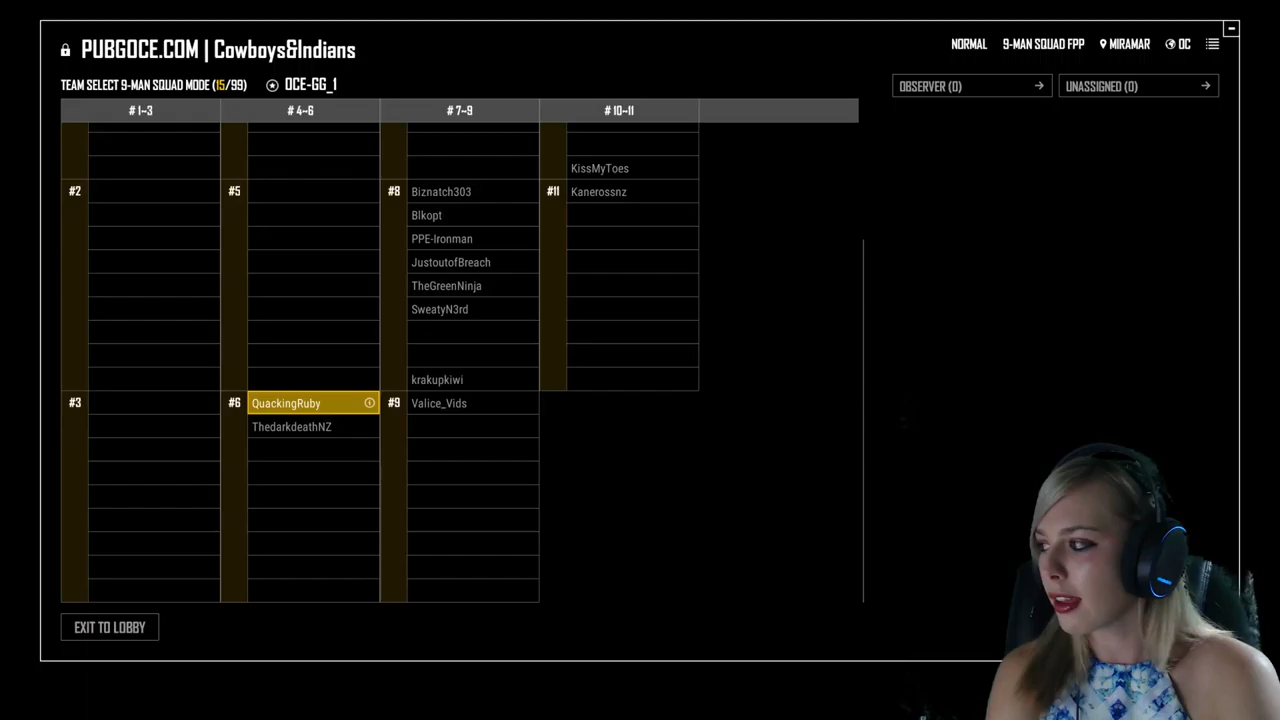 PUBGOCE.COM | Cowboys&Indians
NORMAL 9-MAN SQUAD FPP MIRAMAR OC
TEAM SELECT 9-MAN SQUAD MODE (15/99) OCE-GG_1
OBSERVER (0) UNASSIGNED (0)
# 1~3 # 4~6 # 7~9 # 10~11
KissMyToes
#2 #5 #8 Biznatch303 #11 Kanerossnz
Blkopt
PPE-Ironman
JustoutofBreach
TheGreenNinja
SweatyN3rd
krakupkiwi
#3 #6 QuackingRuby #9 Valice_Vids
ThedarkdeathNZ
EXIT TO LOBBY